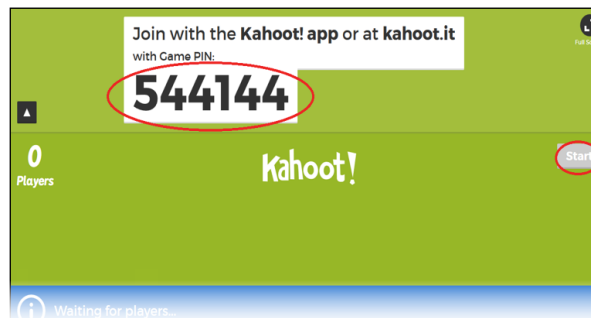 Join with the Kahoot! app or at kahoot.it
with Game PIN:
544144
0
Players
Kahoot!
Start
Waiting for players...